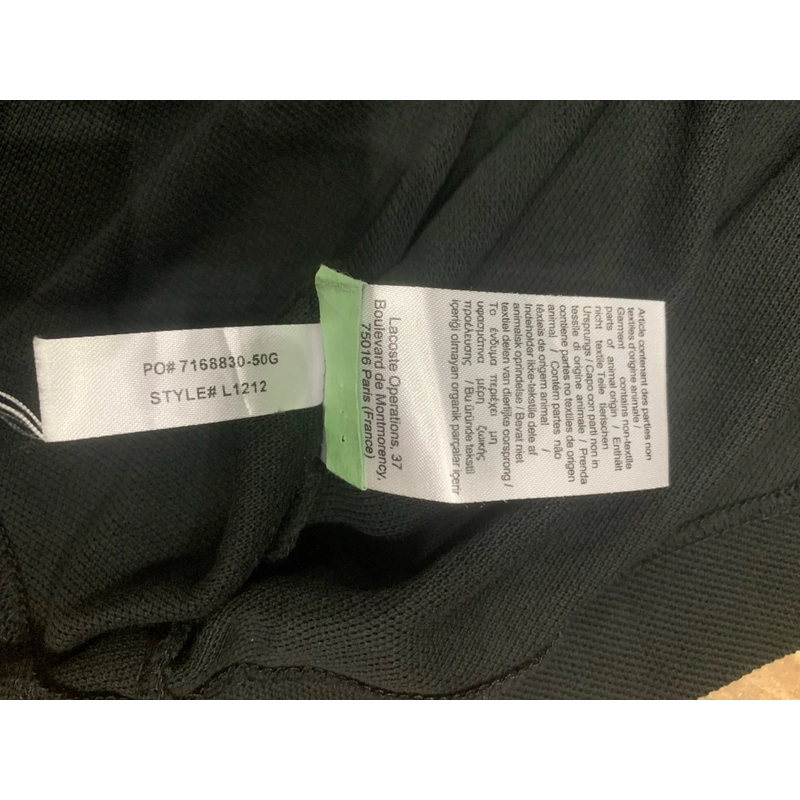 PO# 7168830-50G
STYLE# L1212
Lacoste Operations, 37
Boulevard de Montmorency,
75016 Paris (France)
Article contenant des parties non
textiles d'origine animale /
Garment contains non-textile
parts of animal origin / Enthält
nicht textile Teile tierischen
Ursprungs / Capo con parti non in
tessile di origine animale / Prenda
contiene partes no textiles de origen
animal / Contém partes não
têxteis de origem animal /
Indeholder ikke-tekstile dele af
animalsk oprindelse / Bevat niet
textiel delen van dierlijke oorsprong /
Το ένδυμα περιέχει μη
υφασμάτινα μέρη ζωικής
προέλευσης / Bu üründe tekstil
içeriği olmayan organik parçalar içerir